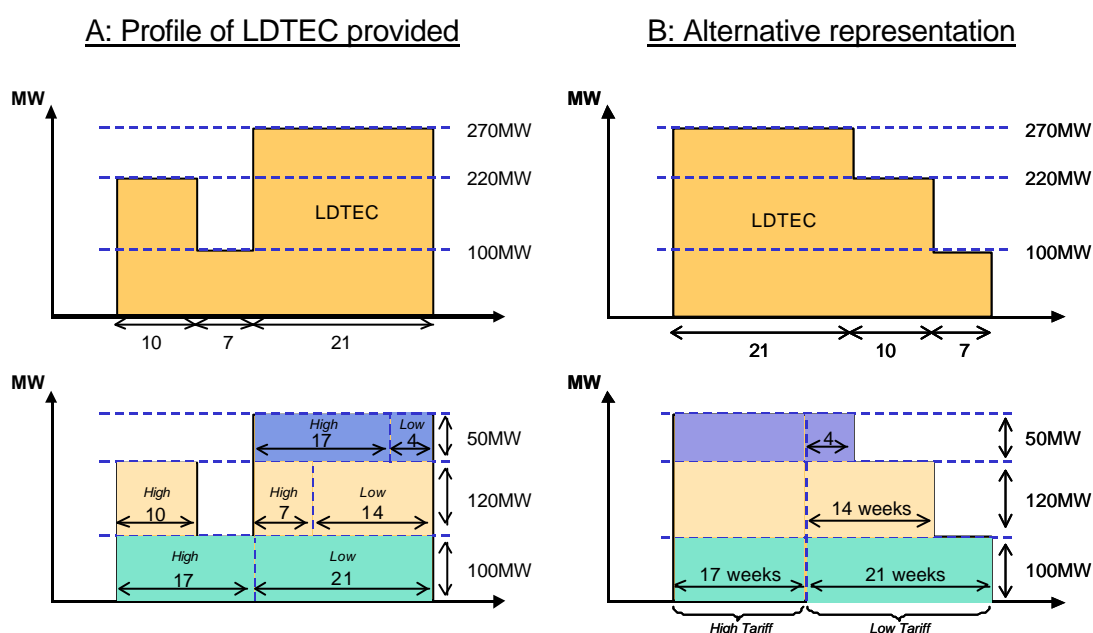 A: Profile of LDTEC provided
B: Alternative representation
MW
270MW
220MW
LDTEC
100MW
10
7
21
MW
270MW
220MW
LDTEC
100MW
21
10
7
MW
High
17
Low
4
50MW
High
10
High
7
Low
14
120MW
High
17
Low
21
100MW
MW
4
50MW
14 weeks
120MW
17 weeks
21 weeks
100MW
High Tariff
Low Tariff